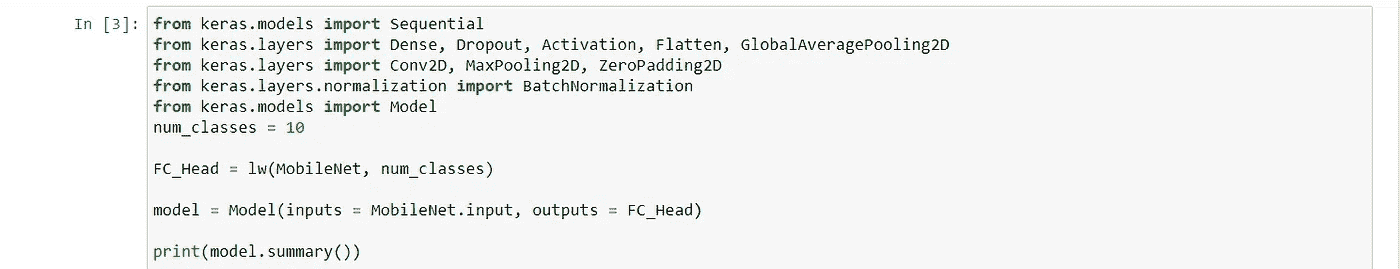 In [3]: from keras.models import Sequential
from keras.layers import Dense, Dropout, Activation, Flatten, GlobalAveragePooling2D
from keras.layers import Conv2D, MaxPooling2D, ZeroPadding2D
from keras.layers.normalization import BatchNormalization
from keras.models import Model
num_classes = 10
FC_Head = lw(MobileNet, num_classes)
model = Model(inputs = MobileNet.input, outputs = FC_Head)
print(model.summary())